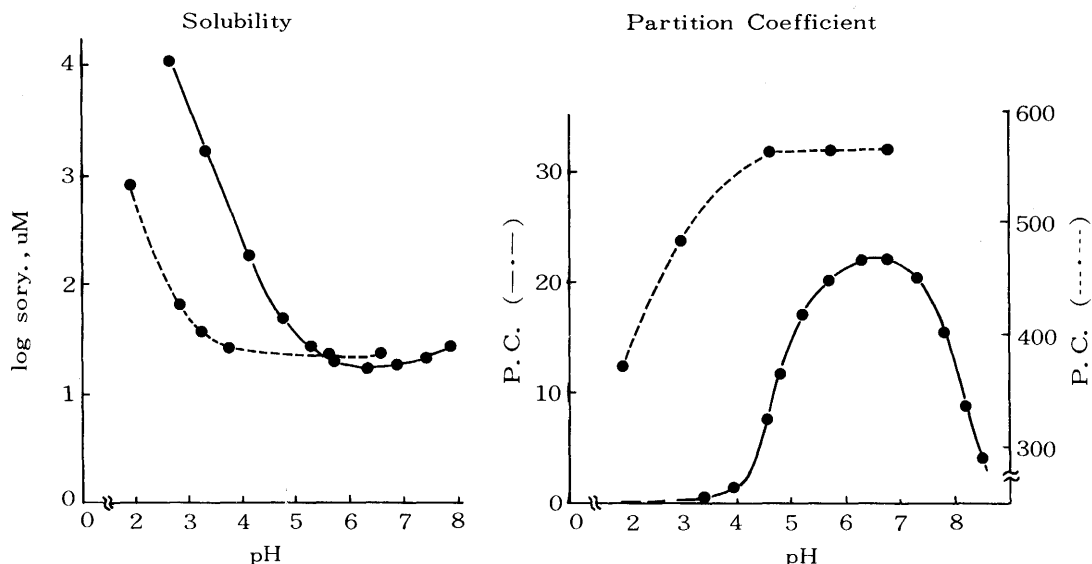 Solubility
4
3
2
1
0
log sory., uM
0 2 3 4 5 6 7 8
pH
Partition Coefficient
30
20
10
0
P. C. (—·—)
600
500
400
300
P. C. (---·---)
0 2 3 4 5 6 7 8
pH